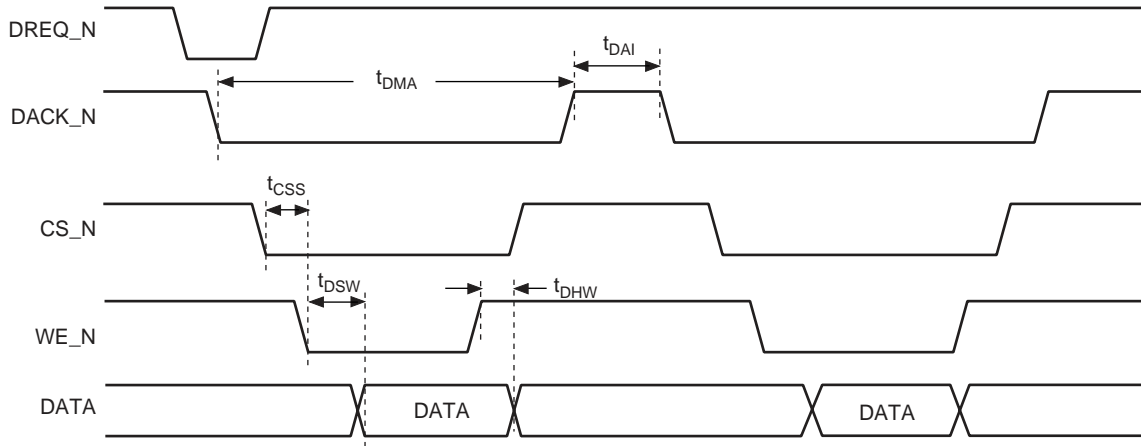 DREQ_N
tDAI
tDMA
DACK_N
tCSS
CS_N
tDSW
tDHW
WE_N
DATA
DATA
DATA